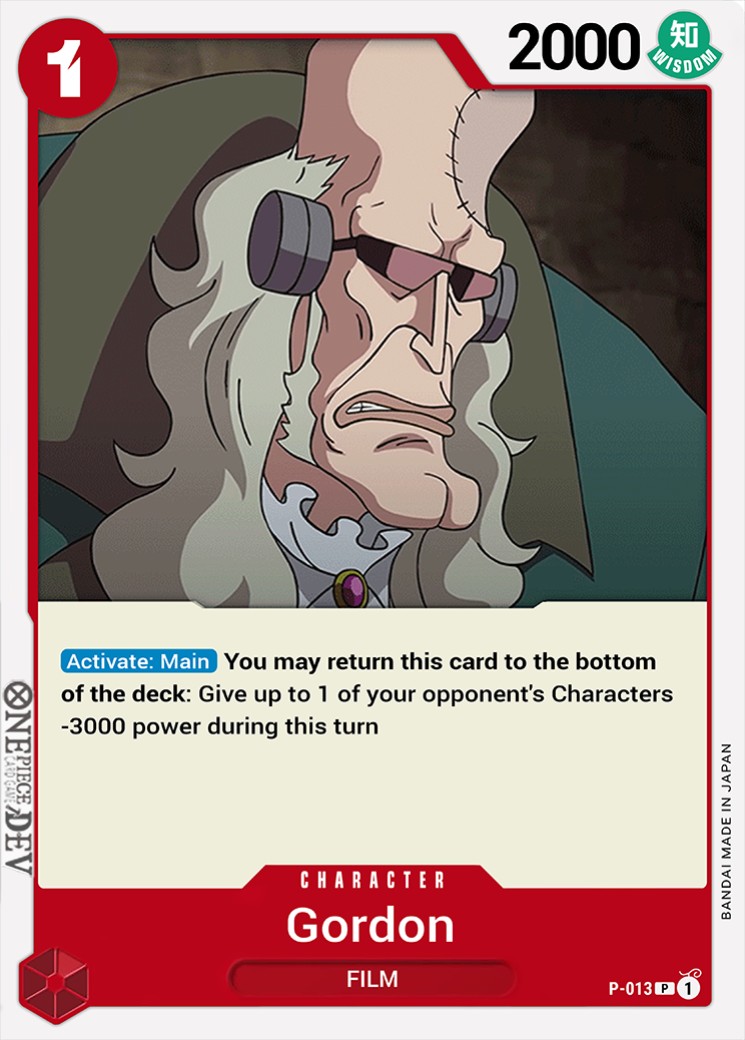 1
2000
知
WISDOM
Activate: Main You may return this card to the bottom
of the deck: Give up to 1 of your opponent's Characters
-3000 power during this turn
ONE PIECE
CARD GAME
DEV
BANDAI MADE IN JAPAN
CHARACTER
Gordon
FILM
P-013 P 1